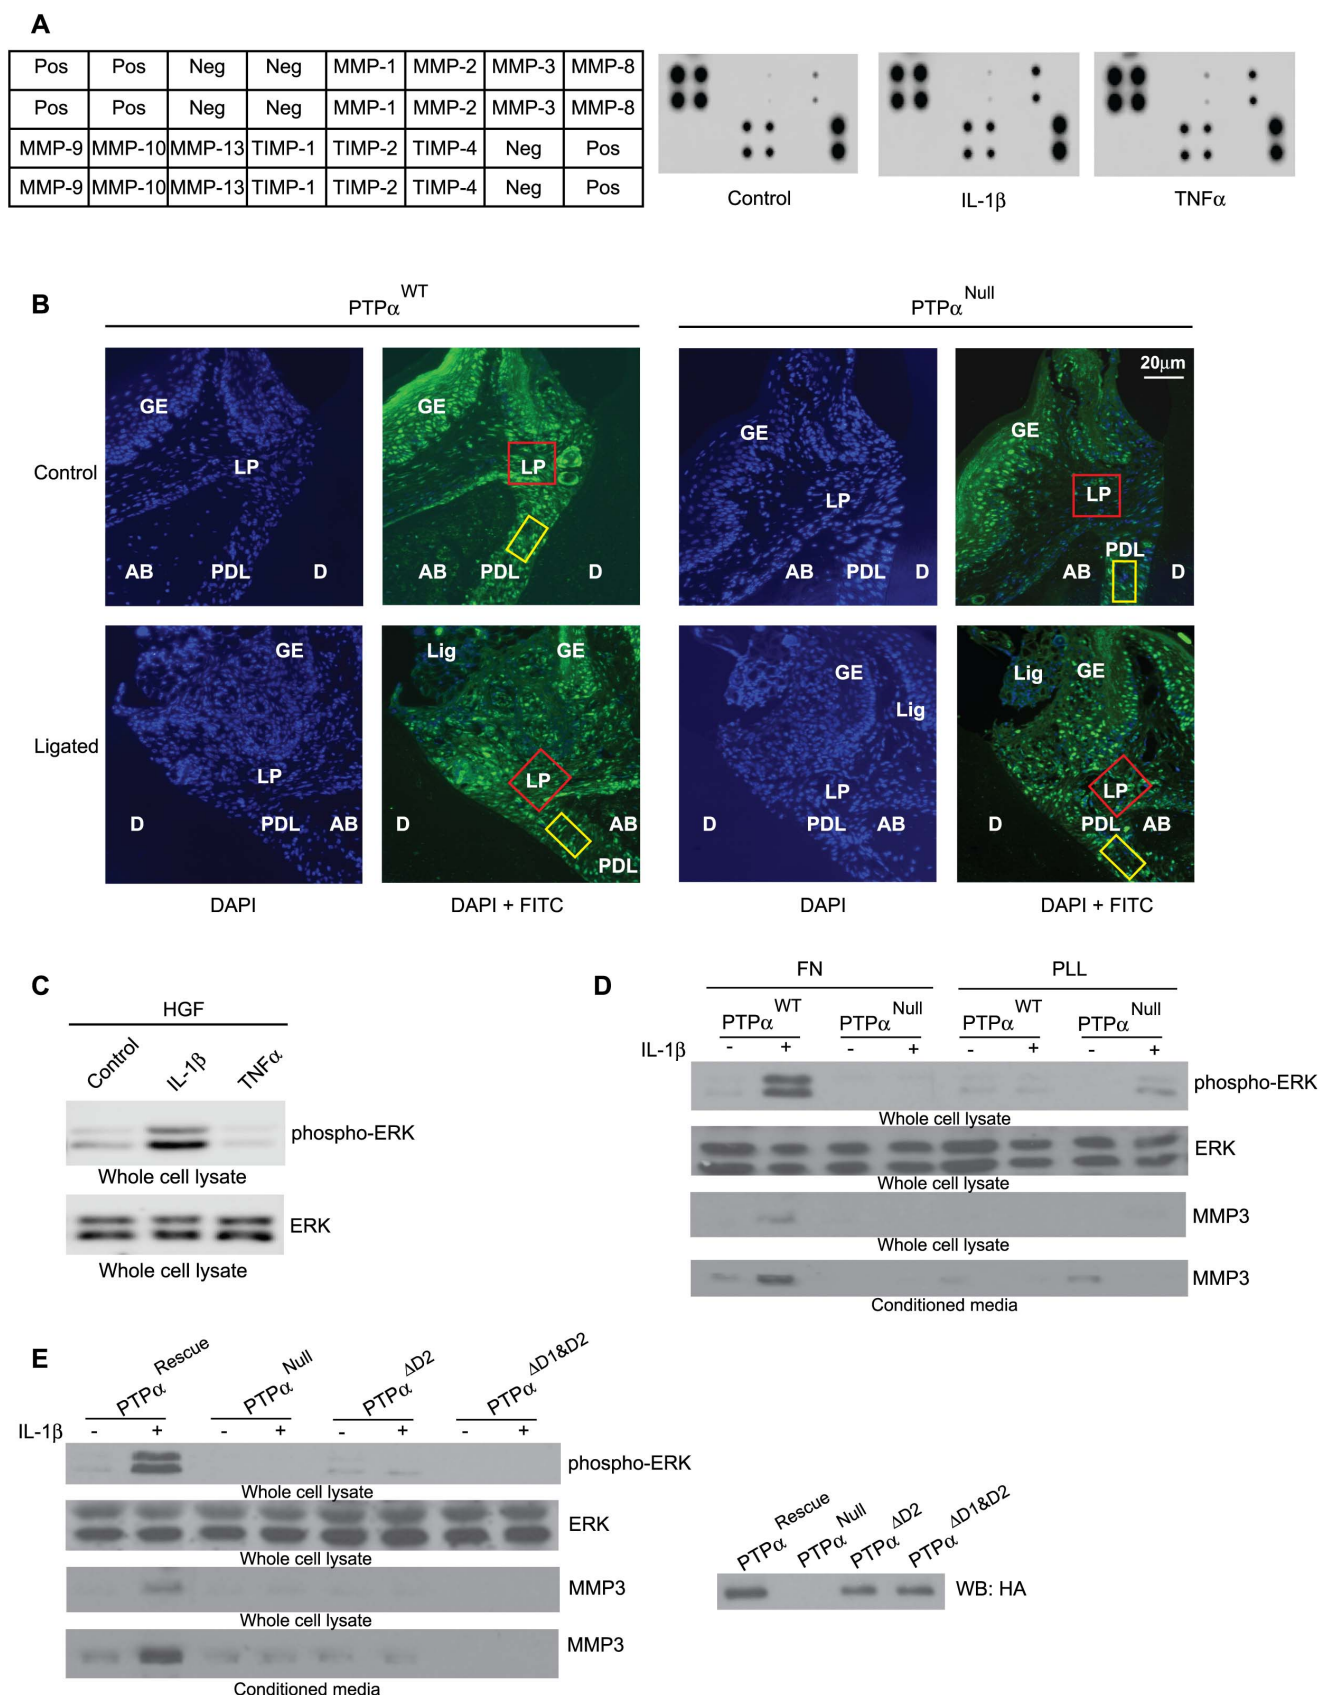 A
Pos Pos Neg Neg MMP-1 MMP-2 MMP-3 MMP-8
Pos Pos Neg Neg MMP-1 MMP-2 MMP-3 MMP-8
MMP-9 MMP-10 MMP-13 TIMP-1 TIMP-2 TIMP-4 Neg Pos
MMP-9 MMP-10 MMP-13 TIMP-1 TIMP-2 TIMP-4 Neg Pos
Control IL-1β TNFα
B
PTPα^WT PTPα^Null
Control
GE LP AB PDL D
GE LP AB PDL D
GE LP AB PDL D
20μm GE LP PDL AB D
Ligated
GE LP D PDL AB
Lig GE LP D AB PDL
GE Lig LP D PDL AB
Lig GE LP D PDL AB
DAPI DAPI + FITC DAPI DAPI + FITC
C
HGF
Control IL-1β TNFα
phospho-ERK
Whole cell lysate
ERK
Whole cell lysate
D
FN PLL
PTPα^WT PTPα^Null PTPα^WT PTPα^Null
IL-1β - + - + - + - +
phospho-ERK
Whole cell lysate
ERK
Whole cell lysate
MMP3
Whole cell lysate
MMP3
Conditioned media
E
PTPα^Rescue PTPα^Null PTPα^ΔD2 PTPα^ΔD1&D2
IL-1β - + - + - + - +
phospho-ERK
Whole cell lysate
ERK
Whole cell lysate
MMP3
Whole cell lysate
MMP3
Conditioned media
PTPα^Rescue PTPα^Null PTPα^ΔD2 PTPα^ΔD1&D2
WB: HA